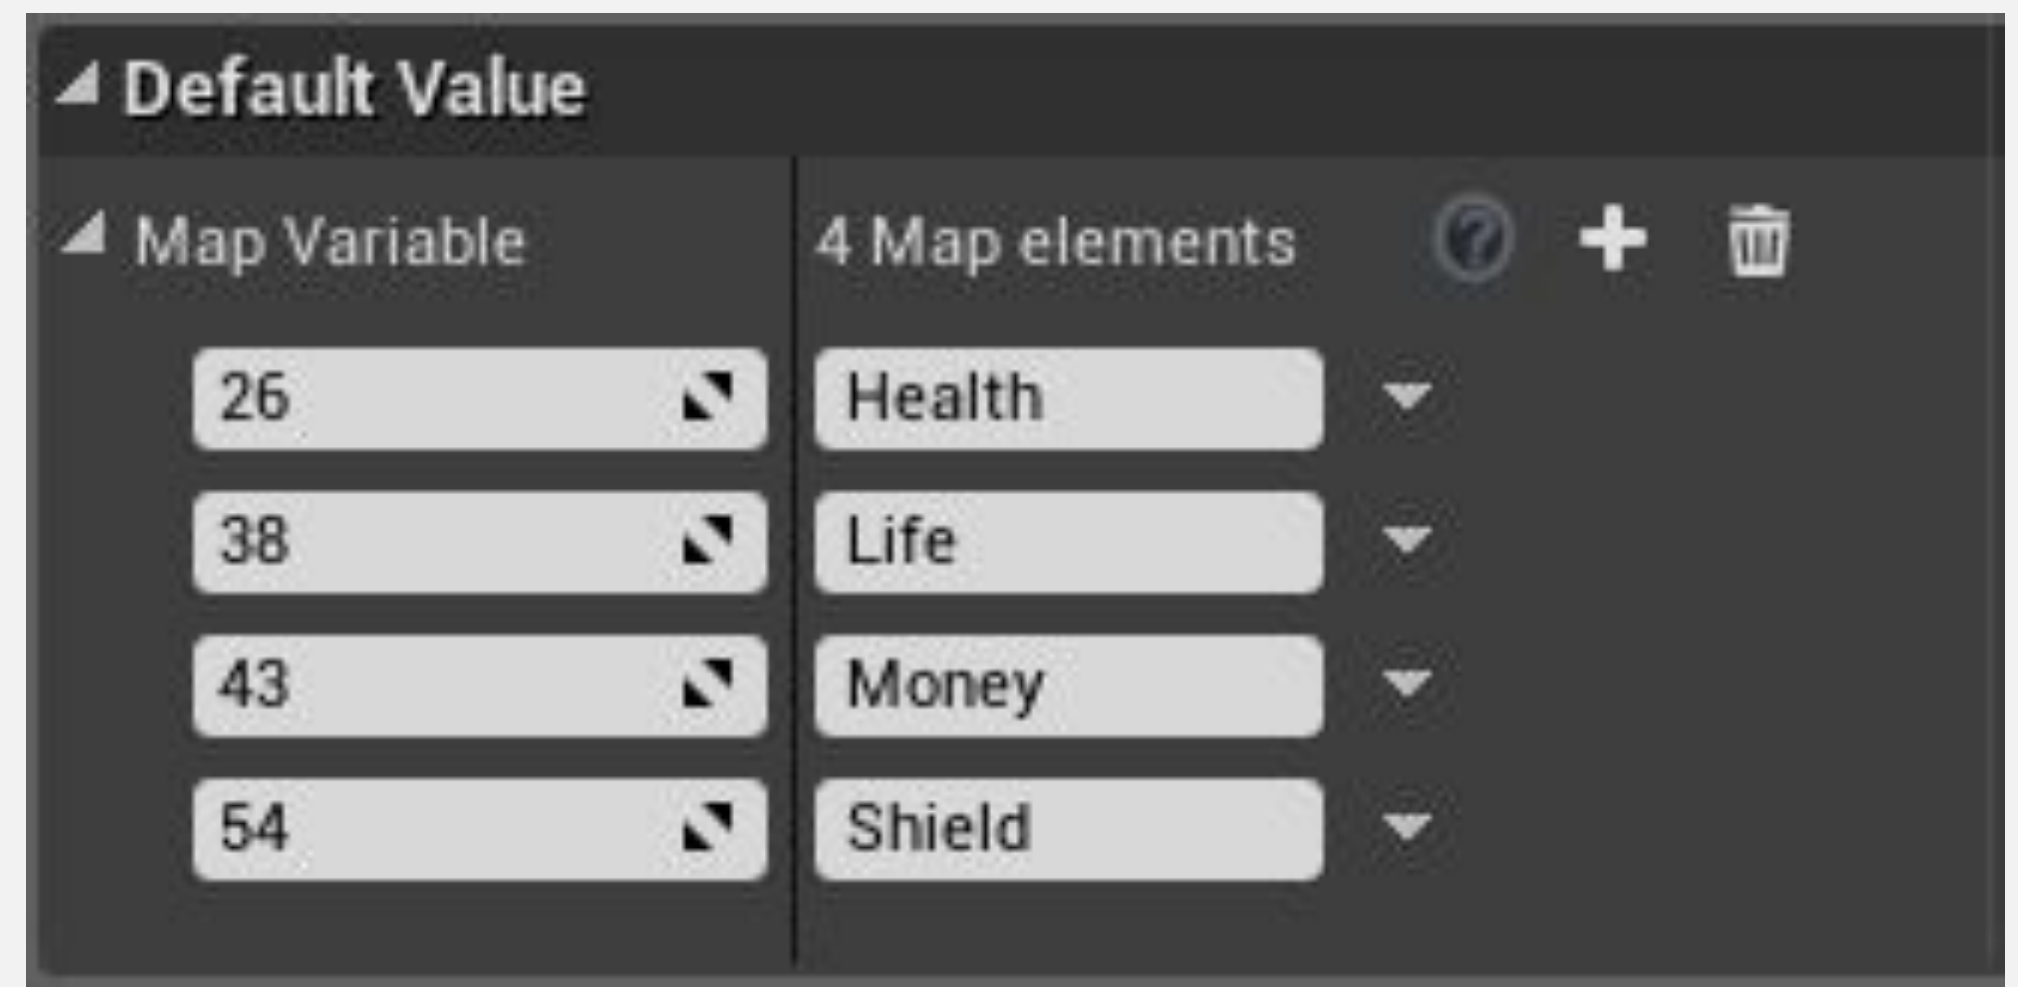 Default Value
Map Variable 4 Map elements
26 Health
38 Life
43 Money
54 Shield